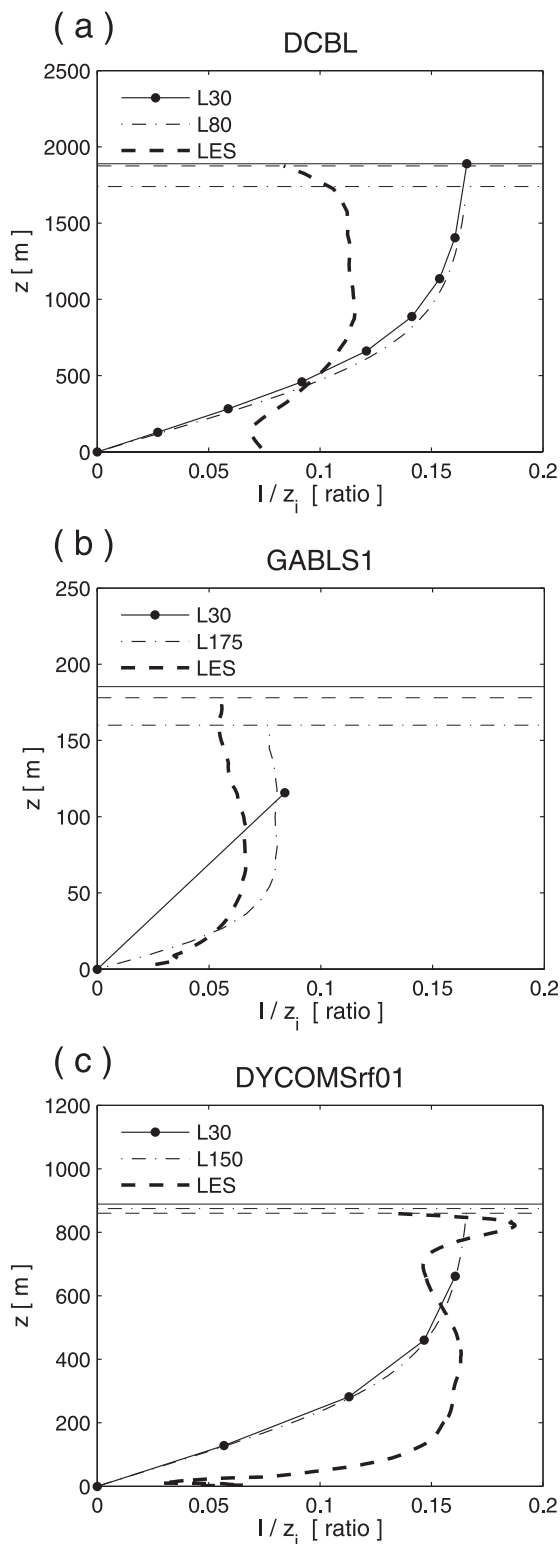 ( a )
DCBL
2500
2000
1500
1000
500
0
z [ m ]
L30
L80
LES
0
0.05
0.1
0.15
0.2
l / z_i [ ratio ]
( b )
GABLS1
250
200
150
100
50
0
z [ m ]
L30
L175
LES
0
0.05
0.1
0.15
0.2
l / z_i [ ratio ]
( c )
DYCOMSrf01
1200
1000
800
600
400
200
0
z [ m ]
L30
L150
LES
0
0.05
0.1
0.15
0.2
l / z_i [ ratio ]